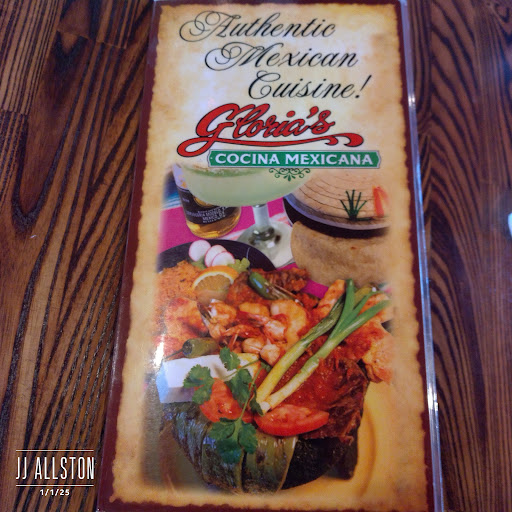 Authentic
Mexican
Cuisine!
Gloria's
COCINA MEXICANA
JJ ALLSTON
1/1/25